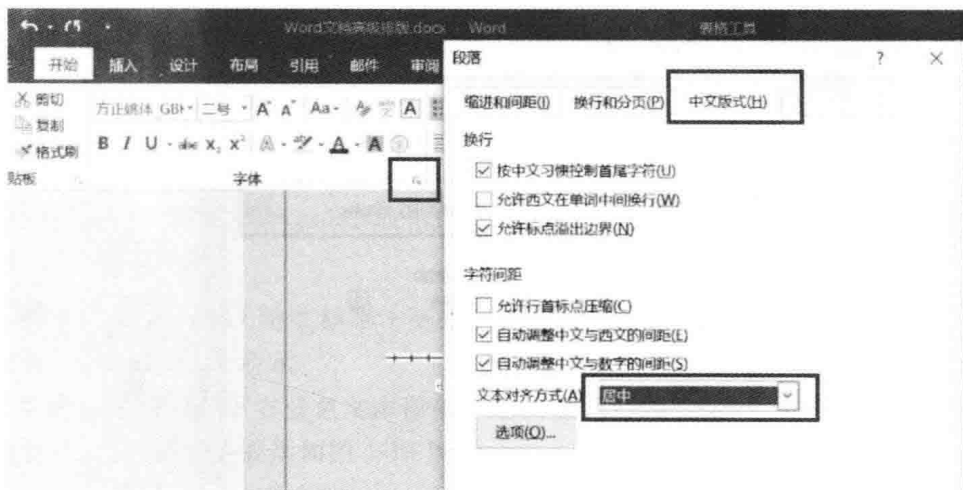 Word文档高级排版.docx Word 表格工具
开始 插入 设计 布局 引用 邮件 审阅
剪切
复制
格式刷
贴板
方正姚体 GBI 二号 A A Aa A
B I U abc X₂ X² A A A
字体
段落 ?
缩进和间距(I) 换行和分页(P) 中文版式(H)
换行
按中文习惯控制首尾字符(U)
允许西文在单词中间换行(W)
允许标点溢出边界(N)
字符间距
允许行首标点压缩(C)
自动调整中文与西文的间距(E)
自动调整中文与数字的间距(S)
文本对齐方式(A) 居中
选项(O)...